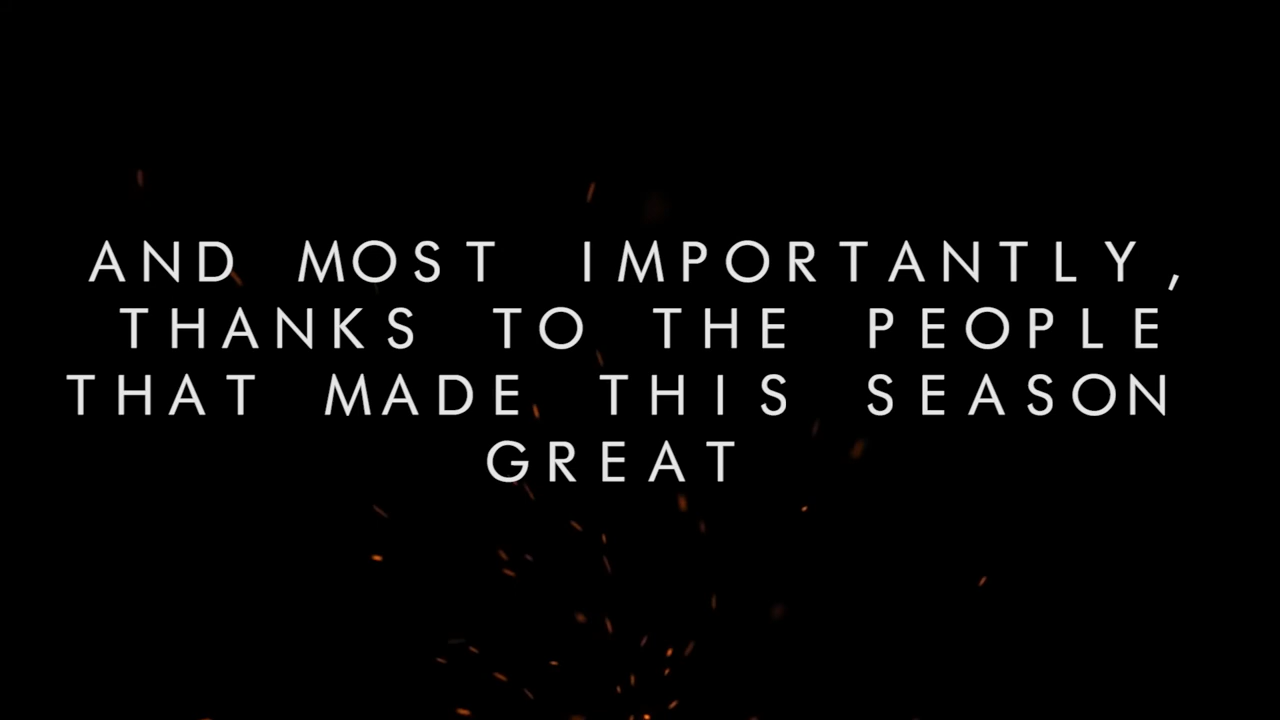 AND MOST IMPORTANTLY,
THANKS TO THE PEOPLE
THAT MADE THIS SEASON
GREAT